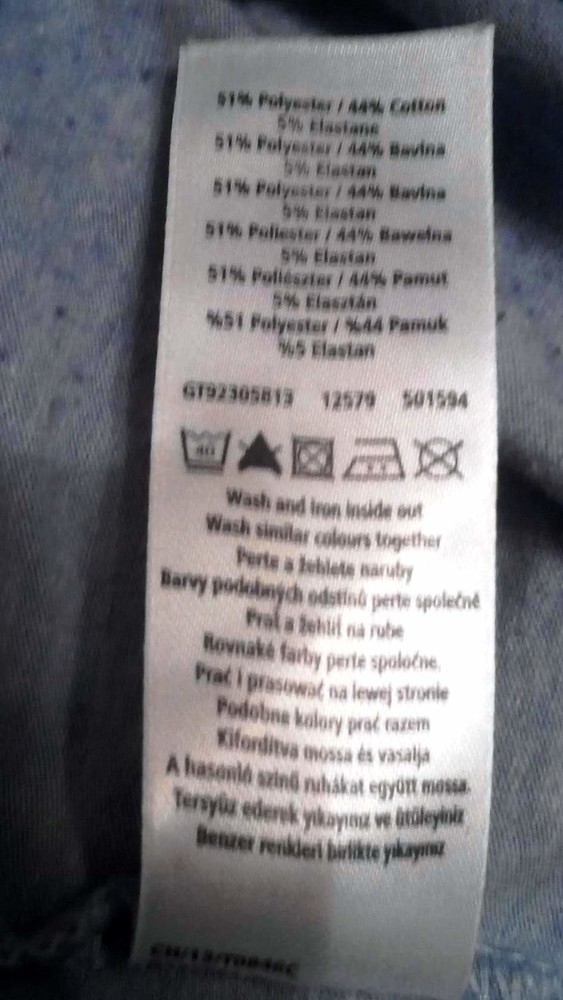 51% Polyester / 44% Cotton
5% Elastane
51% Polyester / 44% Bavlna
5% Elastan
51% Polyester / 44% Bavlna
5% Elastan
51% Poliester / 44% Bawełna
5% Elastan
51% Poliészter / 44% Pamut
5% Elasztán
%51 Polyester / %44 Pamuk
%5 Elastan
GT92305813 12579 501594
40
Wash and iron inside out
Wash similar colours together
Perte a žehlete naruby
Barvy podobných odstínů perte společně
Prať a žehliť na rube
Rovnaké farby perte spoločne.
Prać i prasować na lewej stronie
Podobne kolory prać razem
Kifordítva mossa és vasalja
A hasonló színű ruhákat együtt mossa.
Tersyüz ederek yıkayınız ve ütüleyiniz
Benzer renkleri birlikte yıkayınız